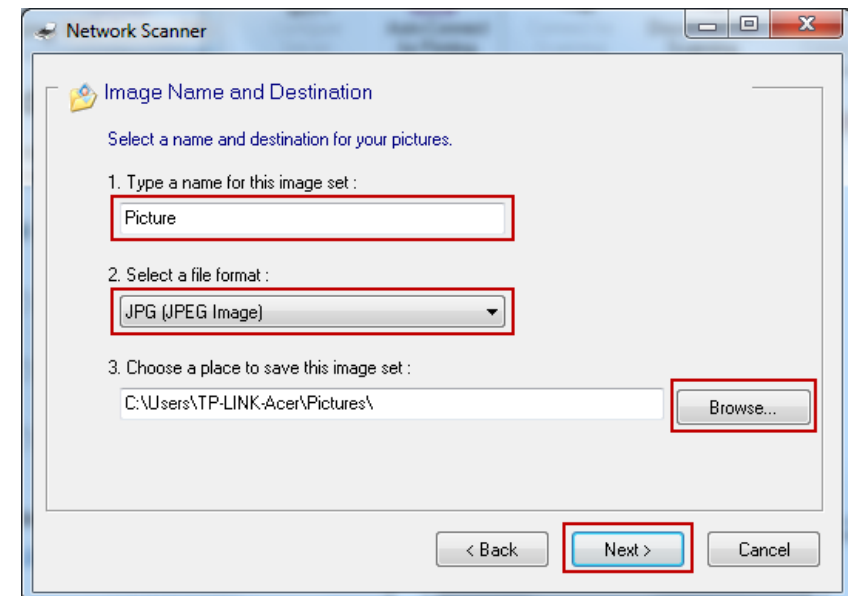 Network Scanner
Image Name and Destination
Select a name and destination for your pictures.
1. Type a name for this image set :
Picture
2. Select a file format :
JPG (JPEG Image)
3. Choose a place to save this image set :
C:\Users\TP-LINK-Acer\Pictures\
Browse...
< Back
Next >
Cancel